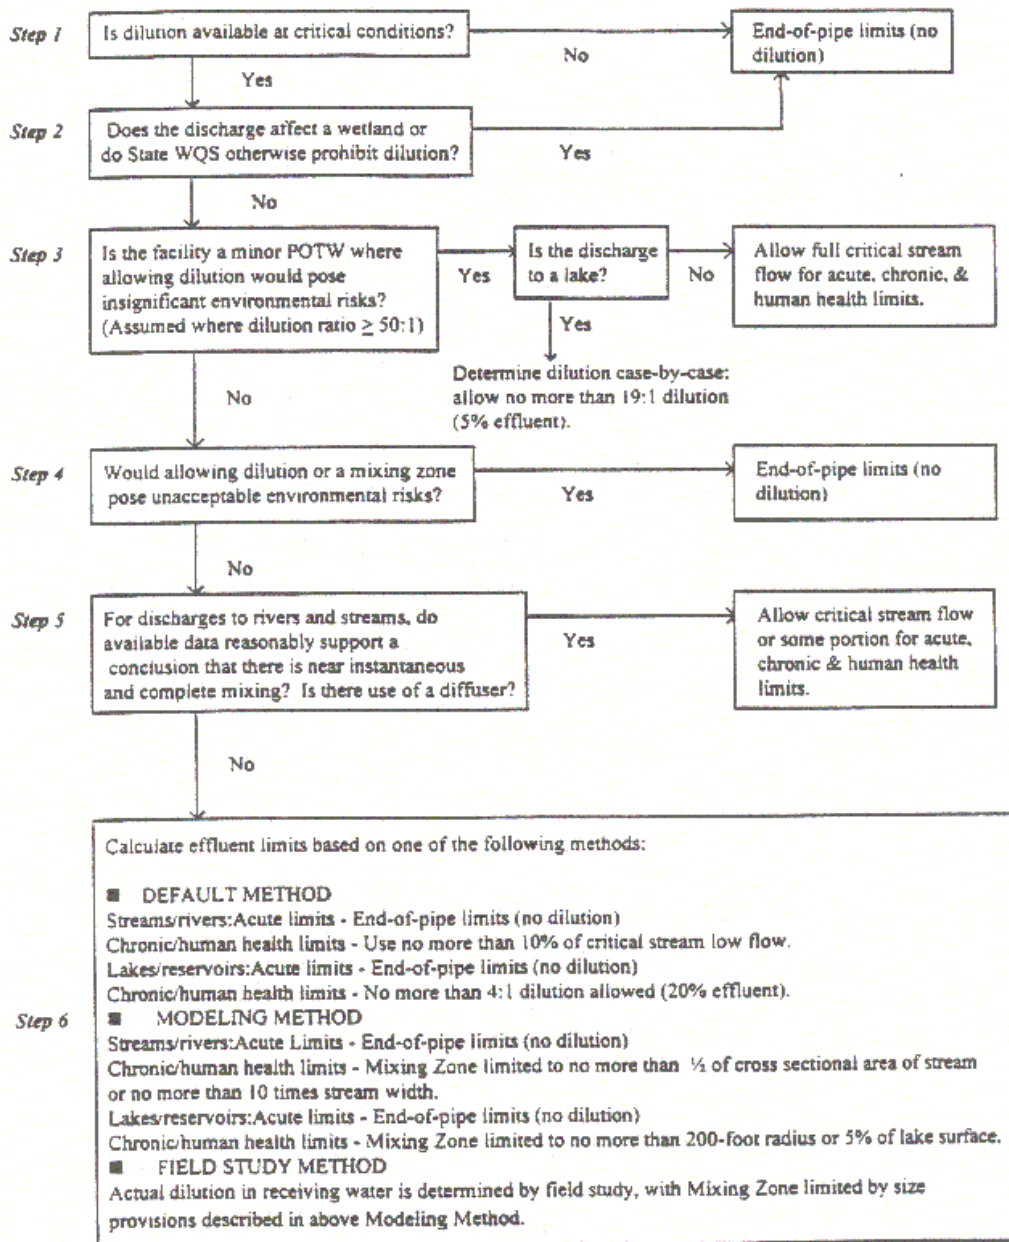 Step 1
Is dilution available at critical conditions?
No
End-of-pipe limits (no
dilution)
Yes
Step 2
Does the discharge affect a wetland or
do State WQS otherwise prohibit dilution?
Yes
No
Step 3
Is the facility a minor POTW where
allowing dilution would pose
insignificant environmental risks?
(Assumed where dilution ratio ≥ 50:1)
Yes
Is the discharge
to a lake?
No
Allow full critical stream
flow for acute, chronic, &
human health limits.
Yes
Determine dilution case-by-case:
allow no more than 19:1 dilution
(5% effluent).
No
Step 4
Would allowing dilution or a mixing zone
pose unacceptable environmental risks?
Yes
End-of-pipe limits (no
dilution)
No
Step 5
For discharges to rivers and streams, do
available data reasonably support a
conclusion that there is near instantaneous
and complete mixing? Is there use of a diffuser?
Yes
Allow critical stream flow
or some portion for acute,
chronic & human health
limits.
No
Step 6
Calculate effluent limits based on one of the following methods:
■ DEFAULT METHOD
Streams/rivers:Acute limits - End-of-pipe limits (no dilution)
Chronic/human health limits - Use no more than 10% of critical stream low flow.
Lakes/reservoirs:Acute limits - End-of-pipe limits (no dilution)
Chronic/human health limits - No more than 4:1 dilution allowed (20% effluent).
■ MODELING METHOD
Streams/rivers:Acute Limits - End-of-pipe limits (no dilution)
Chronic/human health limits - Mixing Zone limited to no more than ½ of cross sectional area of stream
or no more than 10 times stream width.
Lakes/reservoirs:Acute limits - End-of-pipe limits (no dilution)
Chronic/human health limits - Mixing Zone limited to no more than 200-foot radius or 5% of lake surface.
■ FIELD STUDY METHOD
Actual dilution in receiving water is determined by field study, with Mixing Zone limited by size
provisions described in above Modeling Method.